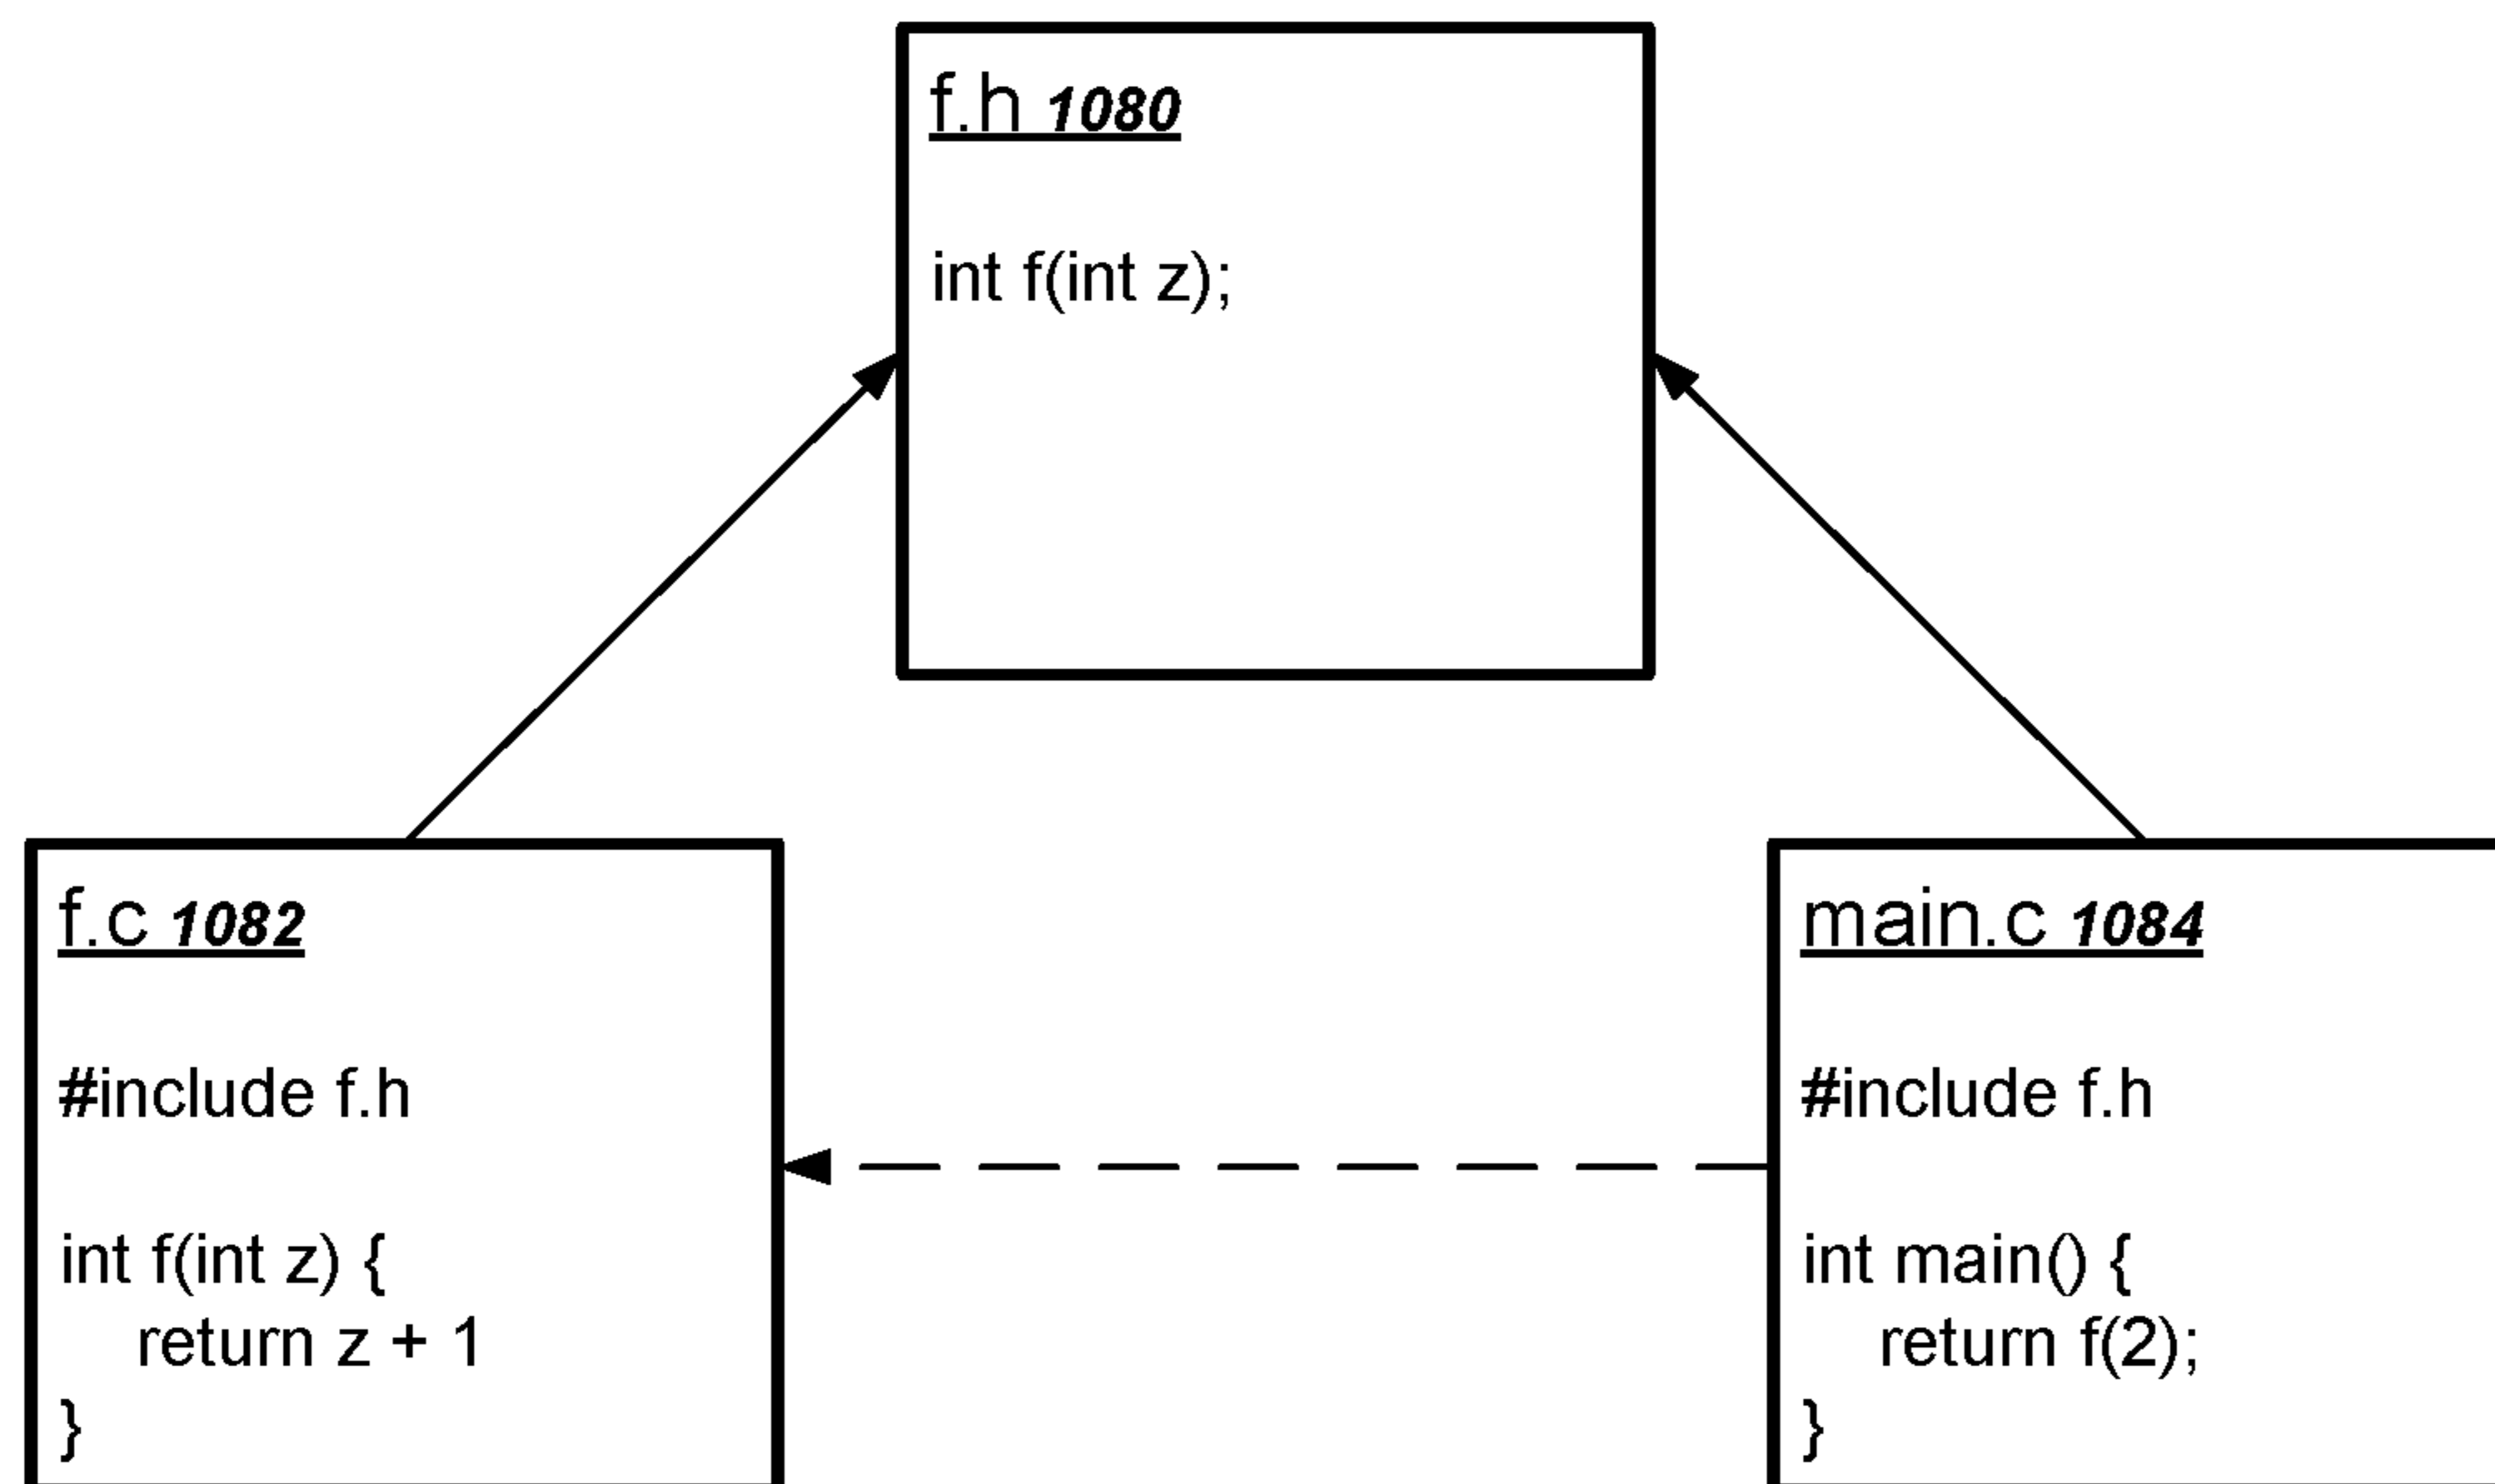 f.h 1080
int f(int z);
f.c 1082
#include f.h
int f(int z) {
return z + 1
}
main.c 1084
#include f.h
int main() {
return f(2);
}